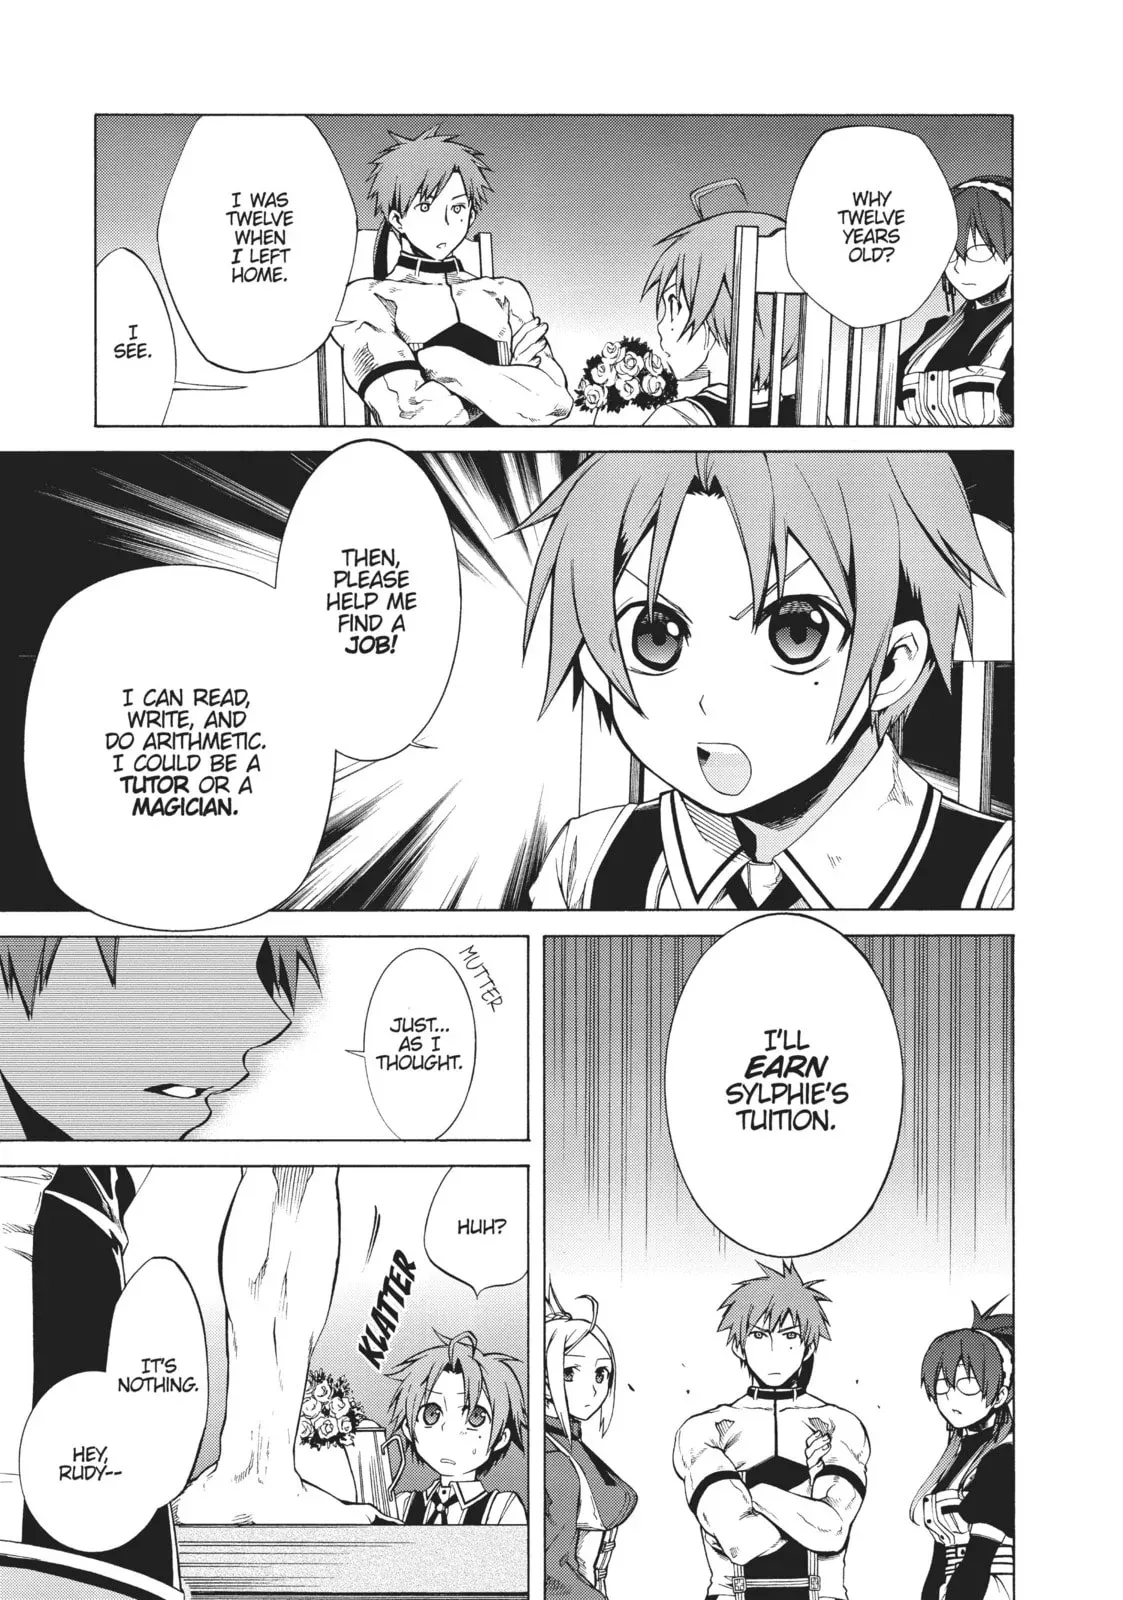 WHY
TWELVE
YEARS
OLD?
I WAS
TWELVE
WHEN
I LEFT
HOME.
I
SEE.
THEN,
PLEASE
HELP ME
FIND A
JOB!
I CAN READ,
WRITE, AND
DO ARITHMETIC.
I COULD BE A
TUTOR OR A
MAGICIAN.
I'LL
EARN
SYLPHIE'S
TUITION.
MUTTER
JUST...
AS I
THOUGHT.
HUH?
KLATTER
IT'S
NOTHING.
HEY,
RUDY--